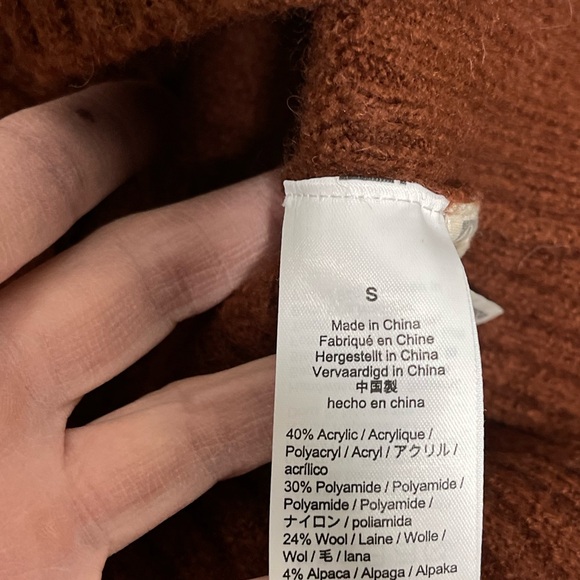 S
Made in China
Fabriqué en Chine
Hergestellt in China
Vervaardigd in China
中国製
hecho en china
40% Acrylic / Acrylique /
Polyacryl / Acryl / アクリル /
acrílico
30% Polyamide / Polyamide /
Polyamide / Polyamide /
ナイロン / poliamida
24% Wool / Laine / Wolle /
Wol / 毛 / lana
4% Alpaca / Alpaga / Alpaka